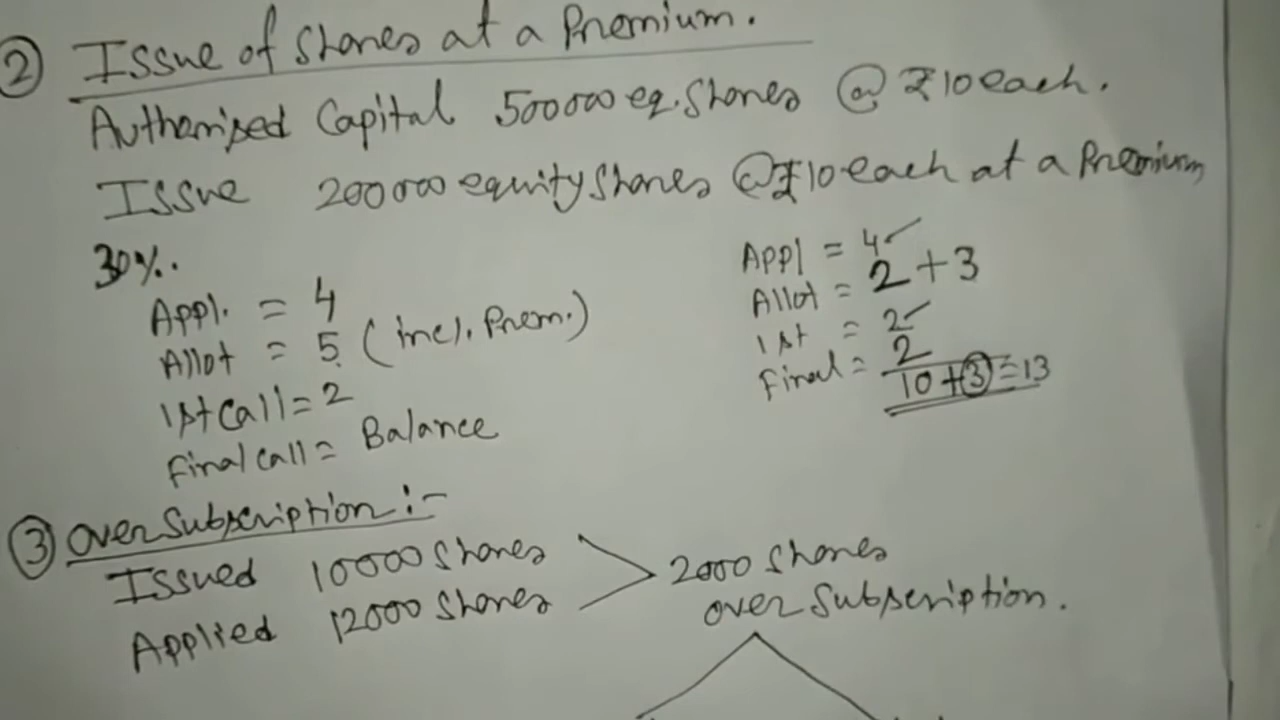 ② Issue of Shares at a Premium.
Authorised Capital 500000 eq. Shares @ ₹10 each.
Issue 200000 equity Shares @ ₹10 each at a Premium
30%.
Appl. = 4
Allot = 5 (incl. Prem.)
1st Call = 2
Final Call = Balance
Appl = 4✓
Allot = 2+3
1st = 2✓
Final = 2
10+③=13
③ Over Subscription :-
Issued 10000 Shares
Applied 12000 Shares
2000 Shares
over Subscription.